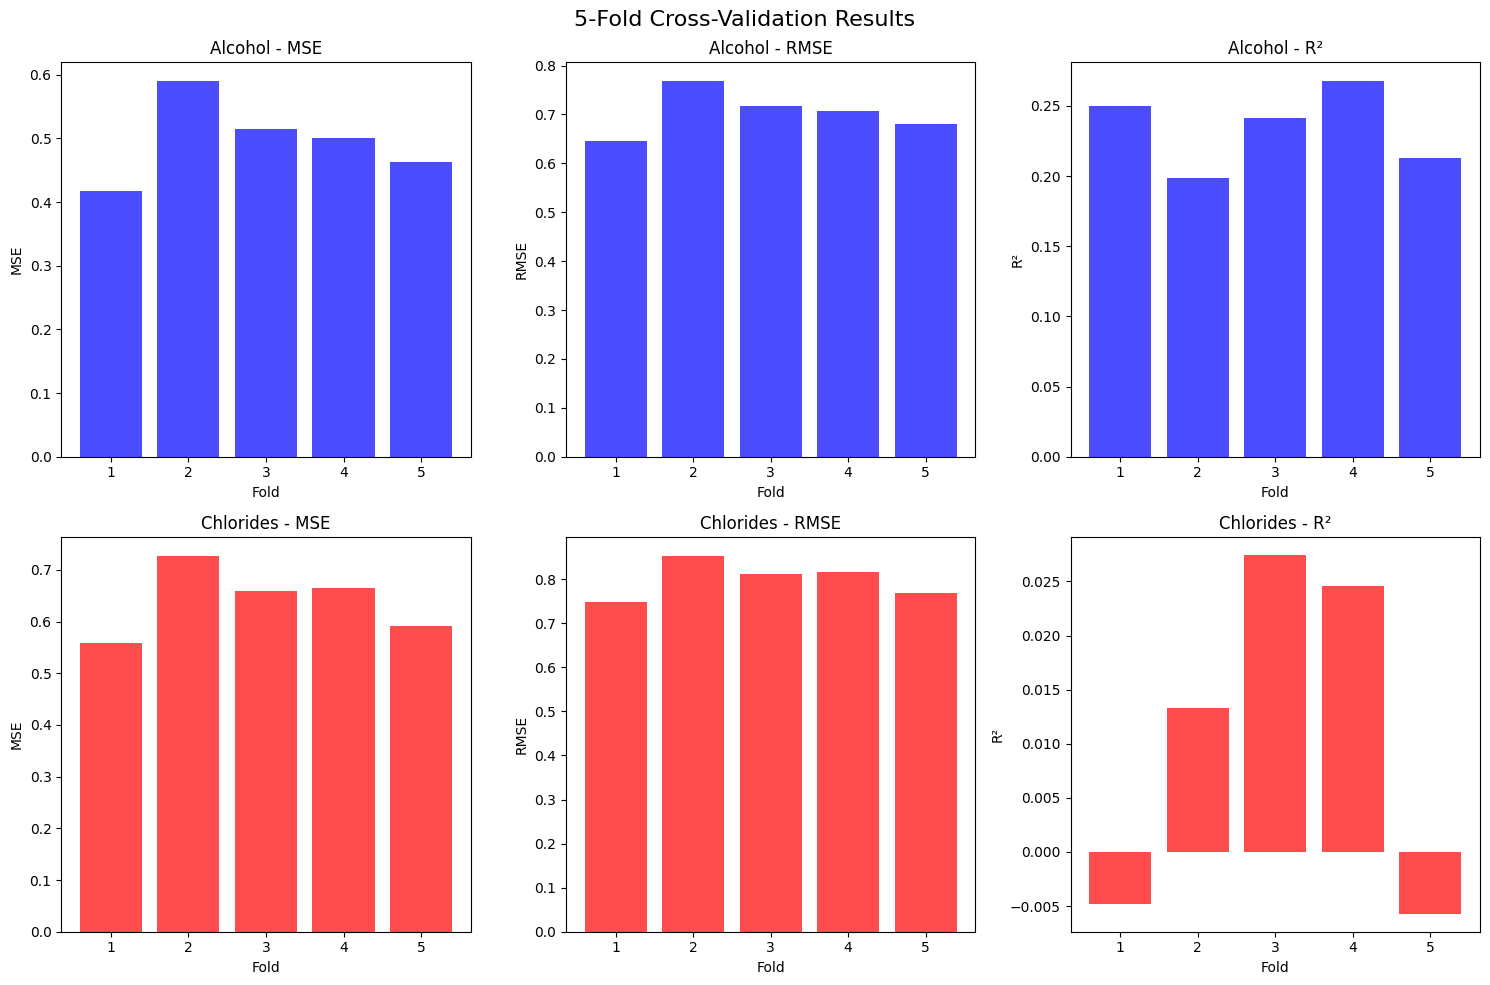 5-Fold Cross-Validation Results
Alcohol - MSE
MSE
0.6
0.5
0.4
0.3
0.2
0.1
0.0
1 2 3 4 5
Fold
Alcohol - RMSE
RMSE
0.8
0.7
0.6
0.5
0.4
0.3
0.2
0.1
0.0
1 2 3 4 5
Fold
Alcohol - R²
R²
0.25
0.20
0.15
0.10
0.05
0.00
1 2 3 4 5
Fold
Chlorides - MSE
MSE
0.7
0.6
0.5
0.4
0.3
0.2
0.1
0.0
1 2 3 4 5
Fold
Chlorides - RMSE
RMSE
0.8
0.7
0.6
0.5
0.4
0.3
0.2
0.1
0.0
1 2 3 4 5
Fold
Chlorides - R²
R²
0.025
0.020
0.015
0.010
0.005
0.000
−0.005
1 2 3 4 5
Fold